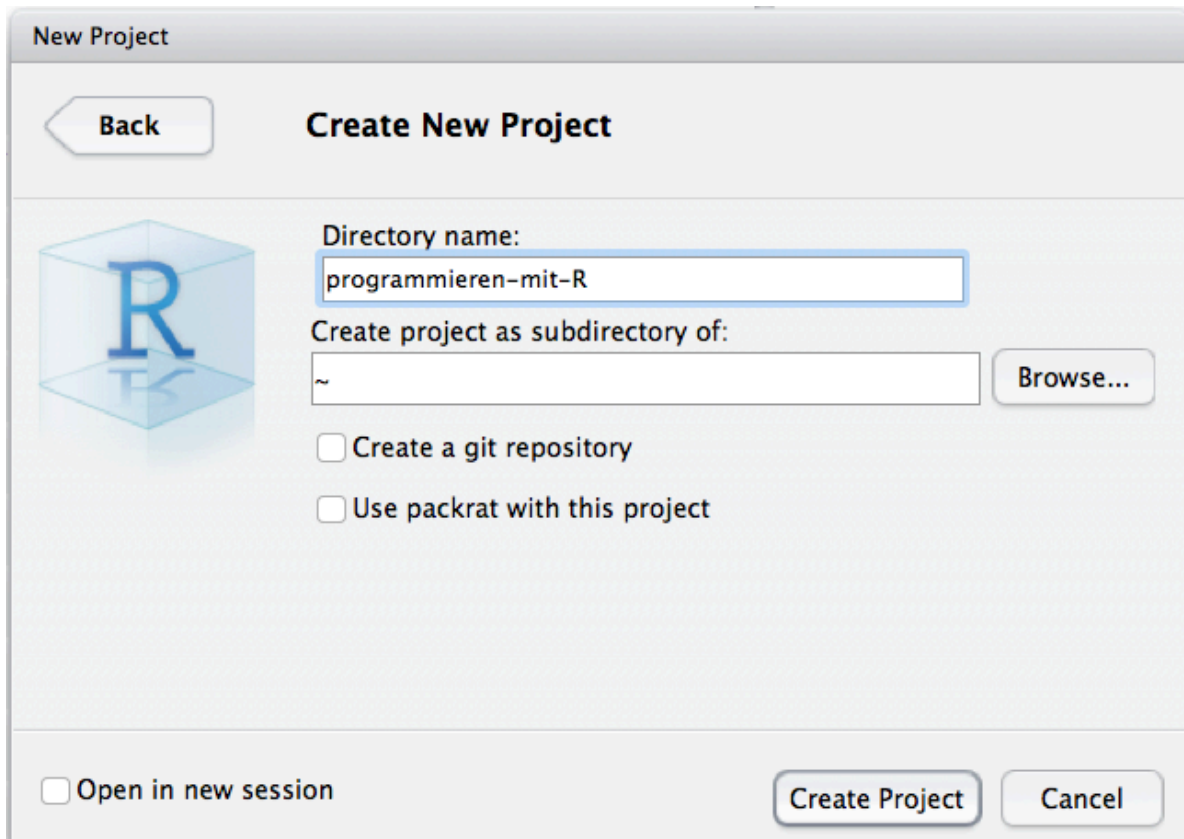 New Project
Back
Create New Project
R
Directory name:
programmieren-mit-R
Create project as subdirectory of:
~
Browse...
Create a git repository
Use packrat with this project
Open in new session
Create Project
Cancel